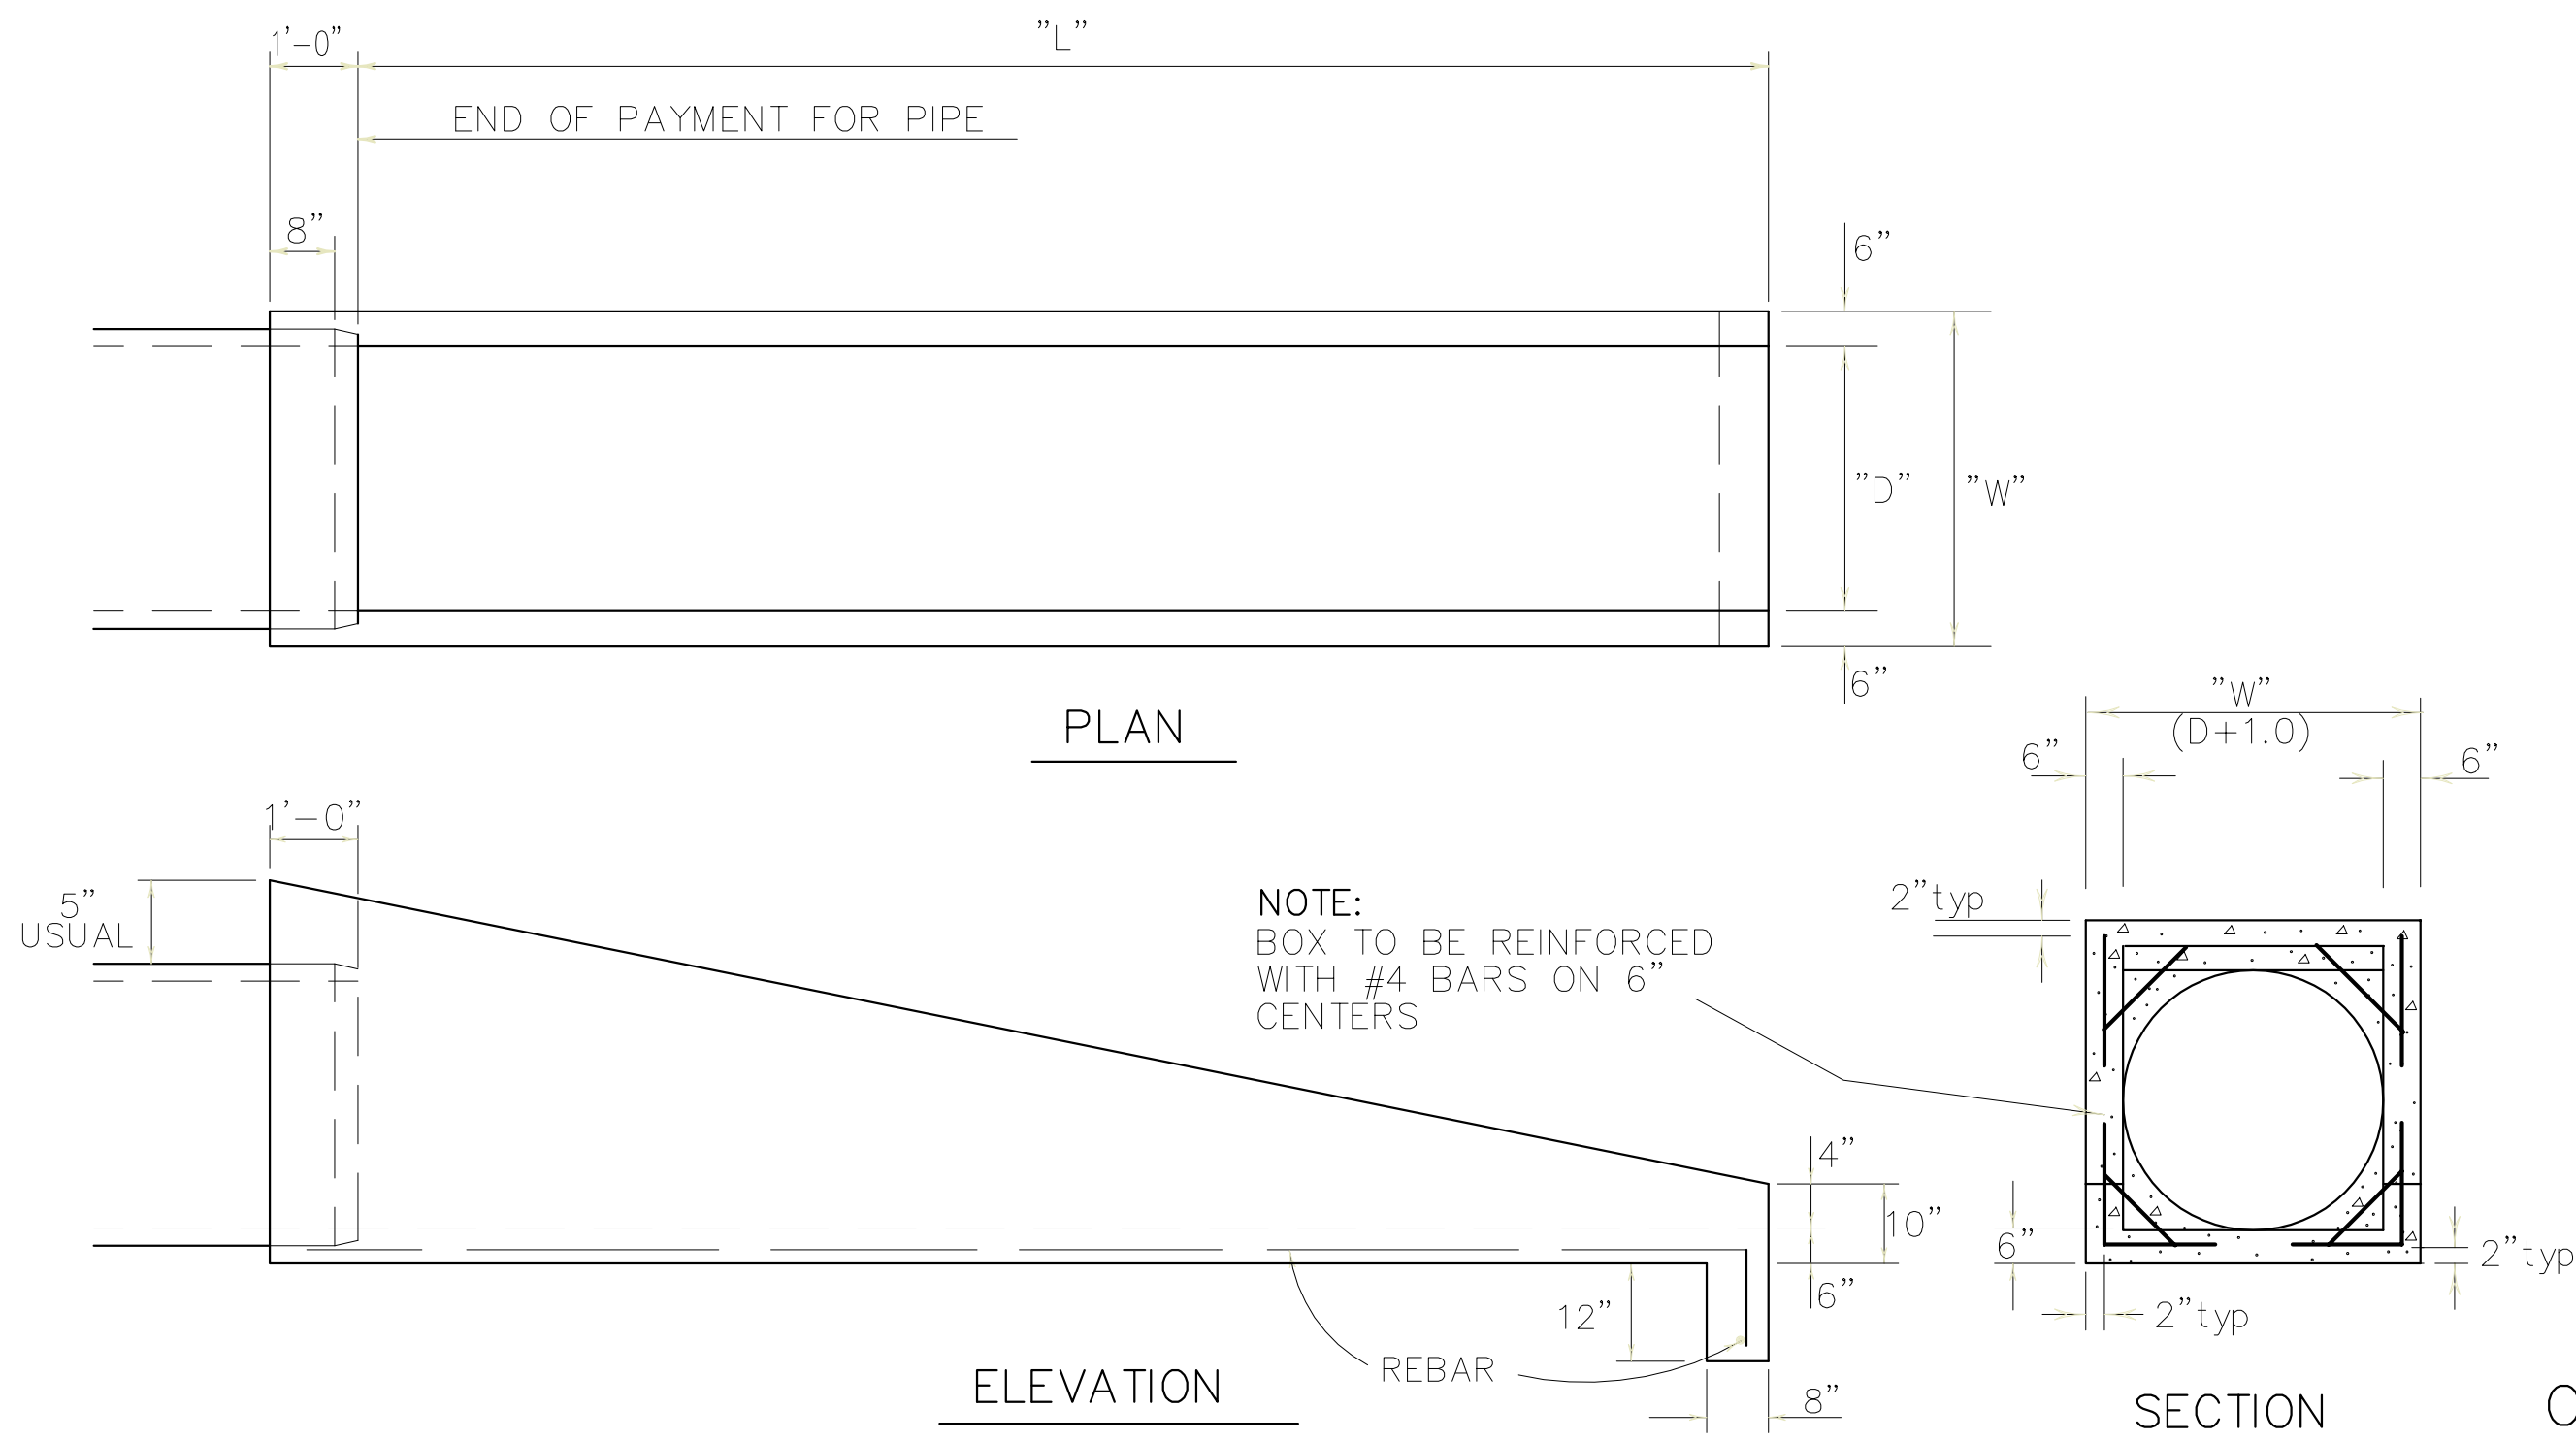 1'-0"
"L"
END OF PAYMENT FOR PIPE
8"
6"
"D"
"W"
6"
PLAN
1'-0"
5"
USUAL
NOTE:
BOX TO BE REINFORCED
WITH #4 BARS ON 6"
CENTERS
4"
10"
6"
12"
REBAR
8"
ELEVATION
"W"
(D+1.0)
6"
6"
2"typ
6"
2"typ
2"typ
SECTION